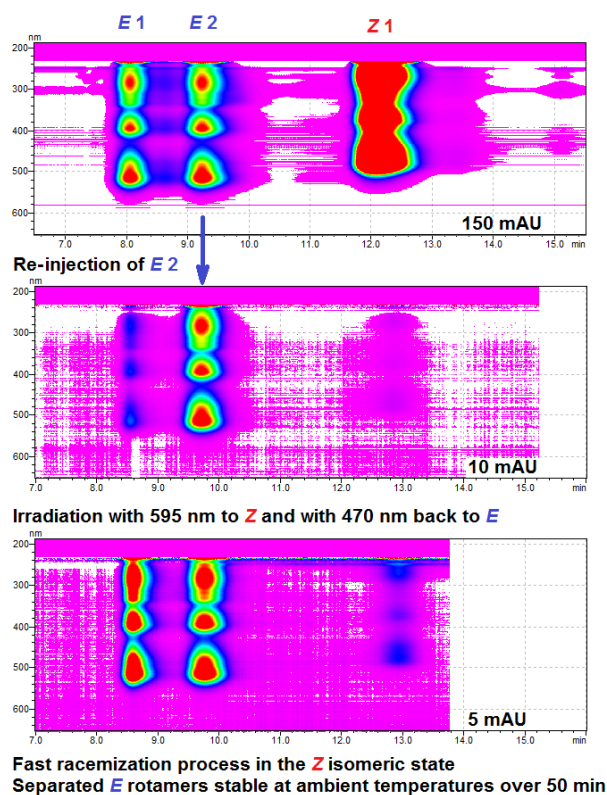 E 1 E 2 Z 1
nm
200
300
400
500
600
150 mAU
7.0 8.0 9.0 10.0 11.0 12.0 13.0 14.0 15.0 min
Re-injection of E 2
nm
200
300
400
500
600
10 mAU
7.0 8.0 9.0 10.0 11.0 12.0 13.0 14.0 15.0 min
Irradiation with 595 nm to Z and with 470 nm back to E
nm
200
300
400
500
600
5 mAU
7.0 8.0 9.0 10.0 11.0 12.0 13.0 14.0 15.0 min
Fast racemization process in the Z isomeric state
Separated E rotamers stable at ambient temperatures over 50 min